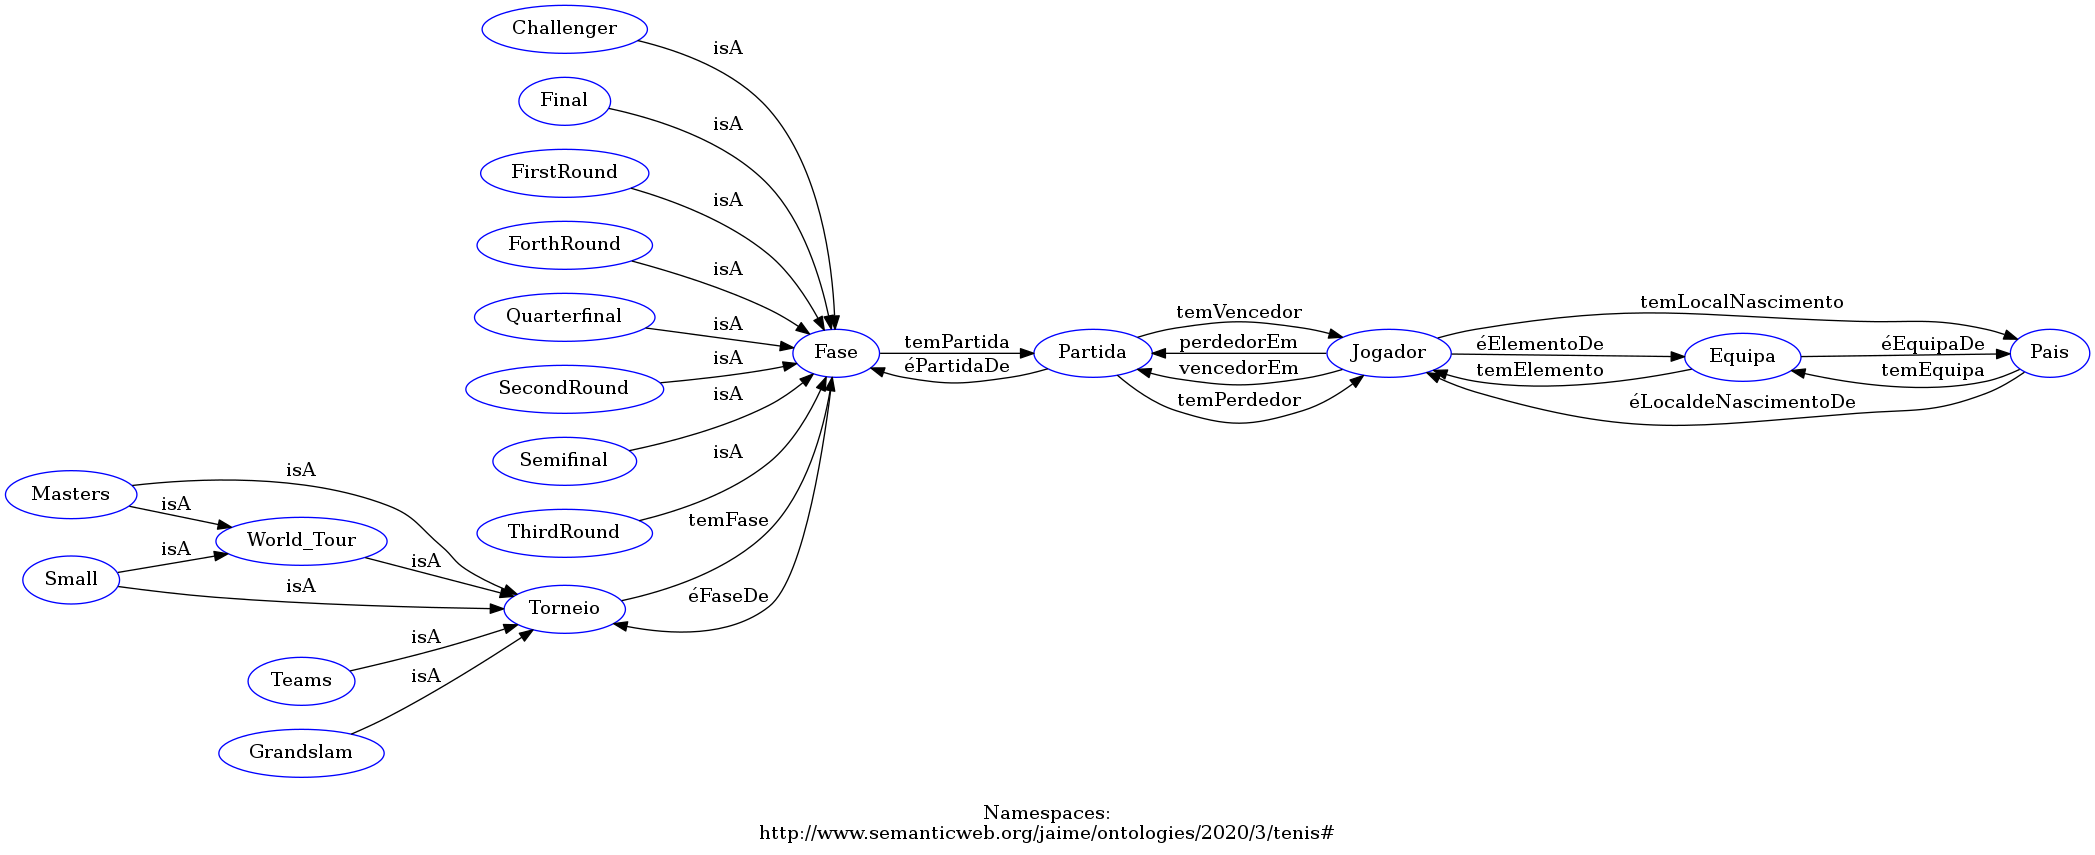 Challenger
isA
Final
isA
FirstRound
isA
ForthRound
isA
Quarterfinal
isA
SecondRound
isA
Semifinal
isA
ThirdRound
isA
Fase
temPartida
éPartidaDe
Partida
temVencedor
perdedorEm
vencedorEm
temPerdedor
Jogador
temLocalNascimento
éElementoDe
temElemento
éLocaldeNascimentoDe
Equipa
éEquipaDe
temEquipa
Pais
Masters
isA
isA
World_Tour
isA
Small
isA
isA
Torneio
temFase
éFaseDe
Teams
isA
Grandslam
isA
Namespaces:
http://www.semanticweb.org/jaime/ontologies/2020/3/tenis#